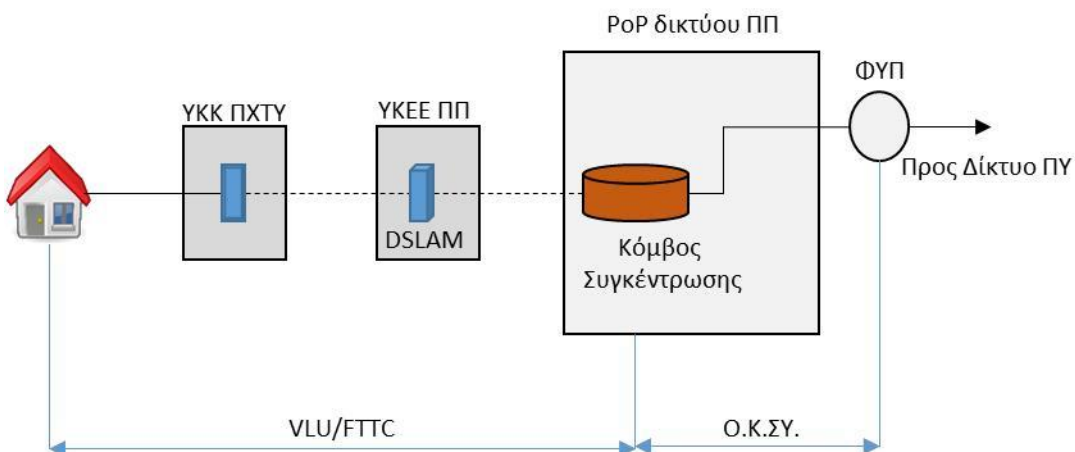 PoP δικτύου ΠΠ
ΦΥΠ
ΥΚΚ ΠΧΤΥ
ΥΚΕΕ ΠΠ
Προς Δίκτυο ΠΥ
DSLAM
Κόμβος
Συγκέντρωσης
VLU/FTTC
Ο.Κ.ΣΥ.